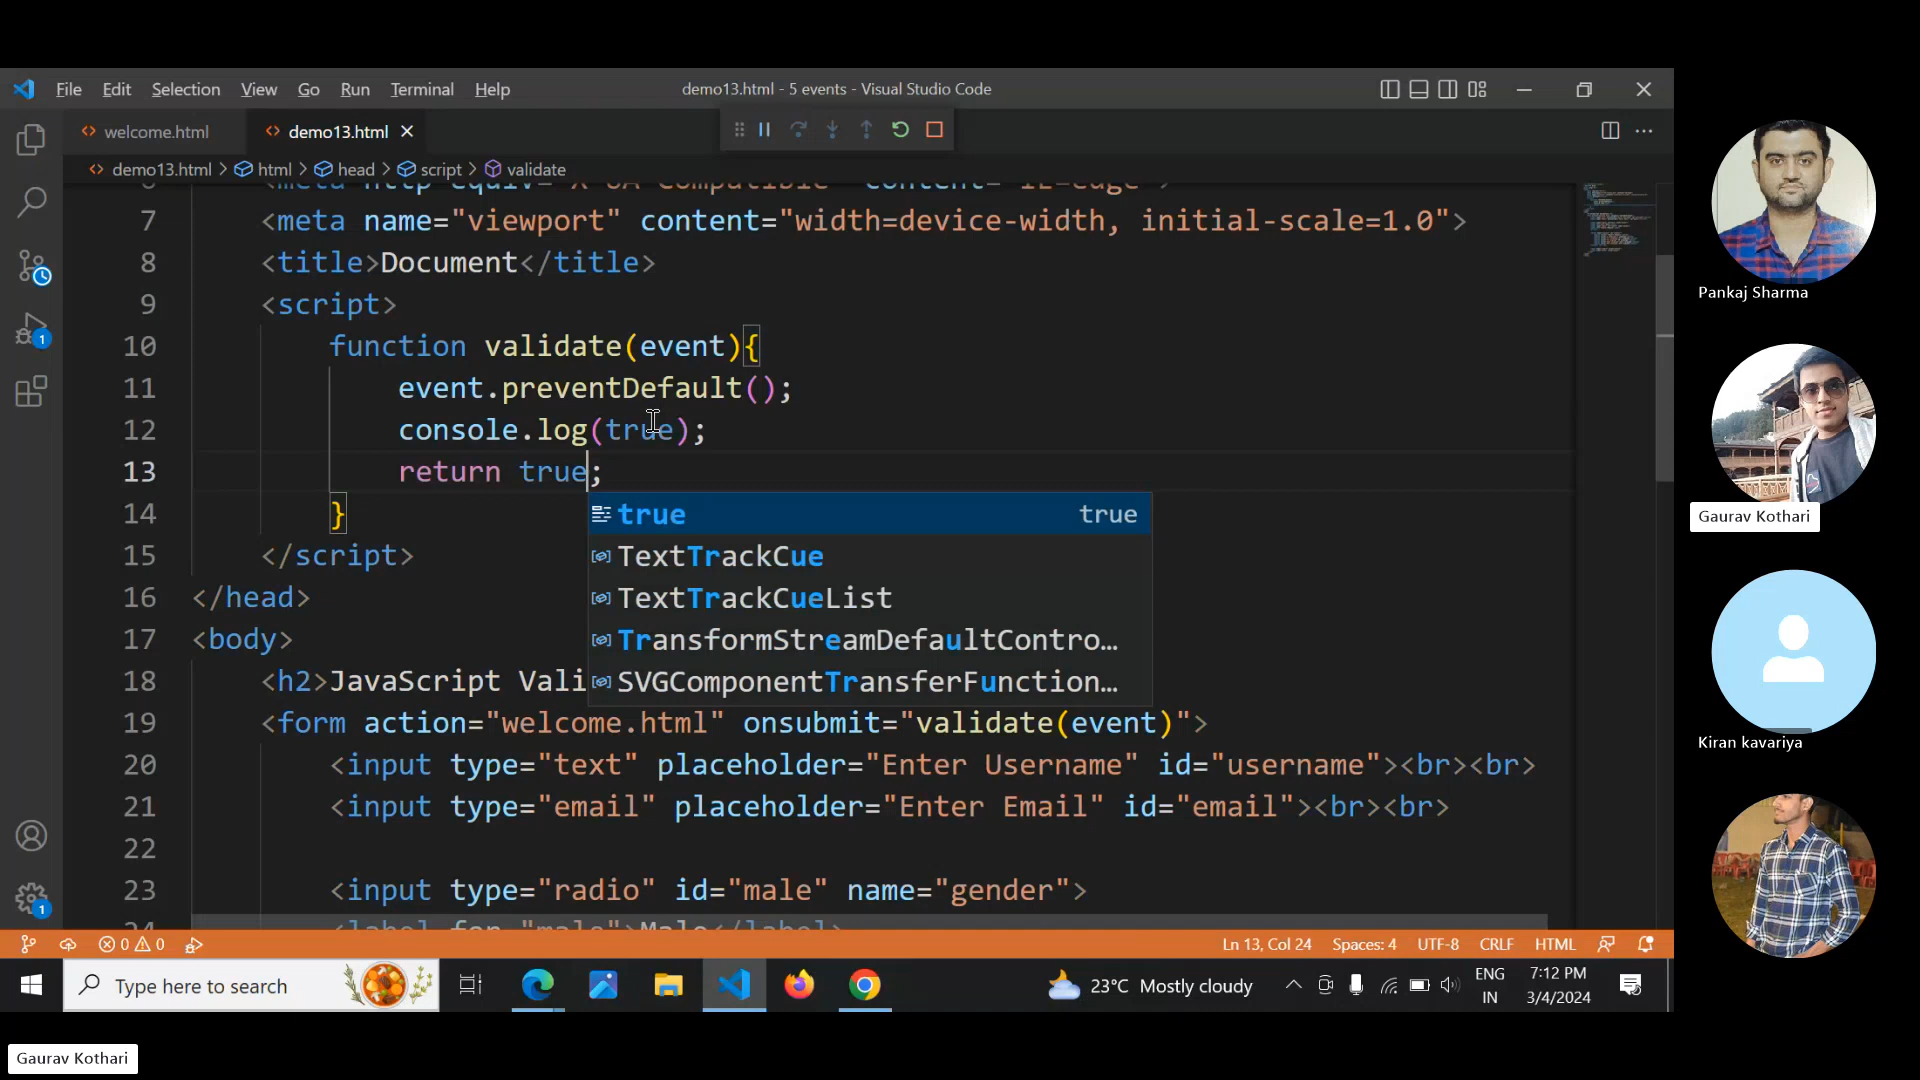 File Edit Selection View Go Run Terminal Help
demo13.html - 5 events - Visual Studio Code
welcome.html
demo13.html
demo13.html > html > head > script > validate
7 <meta name="viewport" content="width=device-width, initial-scale=1.0">
8 <title>Document</title>
9 <script>
10 function validate(event){
11 event.preventDefault();
12 console.log(true);
13 return true;
14 }
15 </script>
16 </head>
17 <body>
18 <h2>JavaScript Vali
19 <form action="welcome.html" onsubmit="validate(event)">
20 <input type="text" placeholder="Enter Username" id="username"><br><br>
21 <input type="email" placeholder="Enter Email" id="email"><br><br>
22
23 <input type="radio" id="male" name="gender">
true true
TextTrackCue
TextTrackCueList
TransformStreamDefaultContro...
SVGComponentTransferFunction...
1
1
0 0
Ln 13, Col 24 Spaces: 4 UTF-8 CRLF HTML
Type here to search
23°C Mostly cloudy
ENG
IN
7:12 PM
3/4/2024
Pankaj Sharma
Gaurav Kothari
Kiran kavariya
Gaurav Kothari